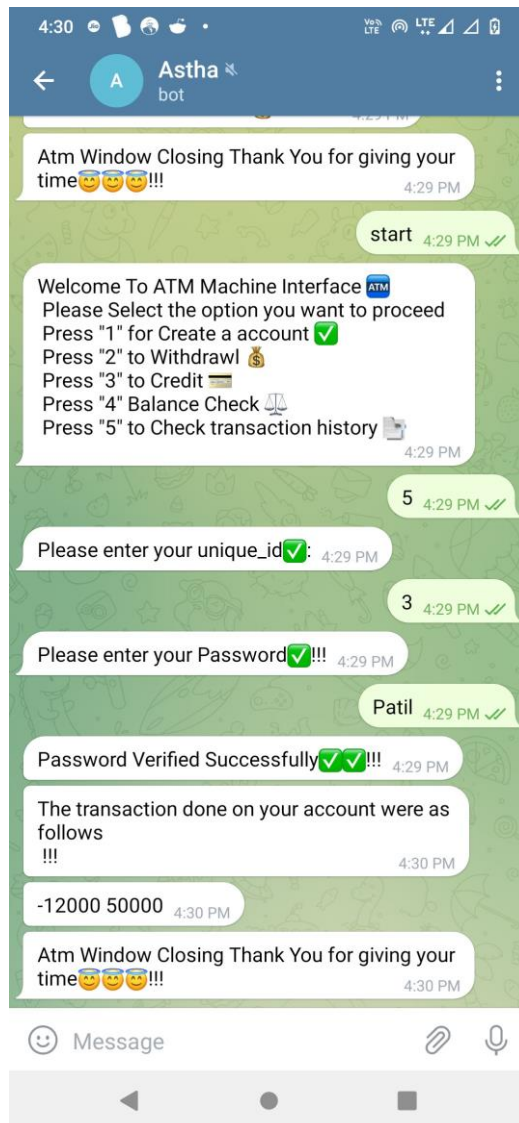 4:30
Vo)) LTE
LTE
A
Astha
bot
4:29 PM
Atm Window Closing Thank You for giving your
time😇😇😇!!!
4:29 PM
start 4:29 PM
Welcome To ATM Machine Interface 🏧
Please Select the option you want to proceed
Press "1" for Create a account ✅
Press "2" to Withdrawl 💰
Press "3" to Credit 💳
Press "4" Balance Check ⚖️
Press "5" to Check transaction history 📑
4:29 PM
5 4:29 PM
Please enter your unique_id✅: 4:29 PM
3 4:29 PM
Please enter your Password✅!!! 4:29 PM
Patil 4:29 PM
Password Verified Successfully✅✅!!! 4:29 PM
The transaction done on your account were as
follows
!!!
4:30 PM
-12000 50000 4:30 PM
Atm Window Closing Thank You for giving your
time😇😇😇!!!
4:30 PM
Message